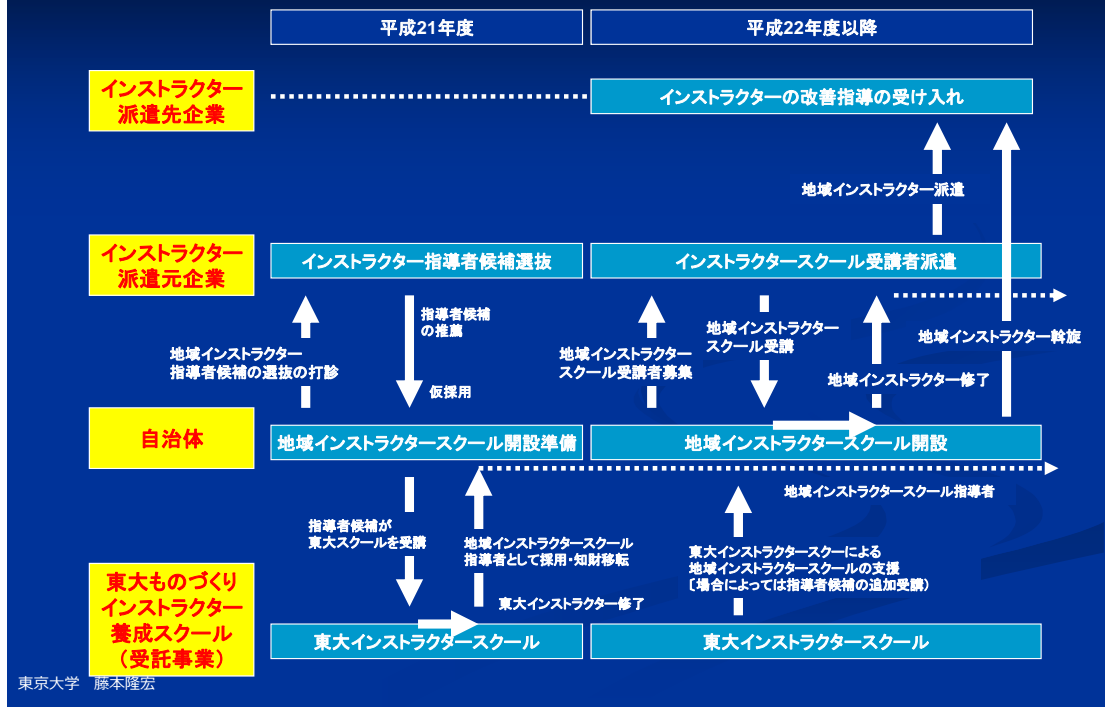 平成21年度
平成22年度以降
インストラクター
派遣先企業
インストラクターの改善指導の受け入れ
地域インストラクター派遣
インストラクター
派遣元企業
インストラクター指導者候補選抜
インストラクタースクール受講者派遣
地域インストラクター
指導者候補の選抜の打診
指導者候補
の推薦
仮採用
地域インストラクター
スクール受講者募集
地域インストラクター
スクール受講
地域インストラクター修了
地域インストラクター斡旋
自治体
地域インストラクタースクール開設準備
地域インストラクタースクール開設
地域インストラクタースクール指導者
指導者候補が
東大スクールを受講
地域インストラクタースクール
指導者として採用・知財移転
東大インストラクター修了
東大インストラクタースクーによる
地域インストラクタースクールの支援
〔場合によっては指導者候補の追加受講）
東大ものづくり
インストラクター
養成スクール
（受託事業）
東大インストラクタースクール
東大インストラクタースクール
東京大学　藤本隆宏